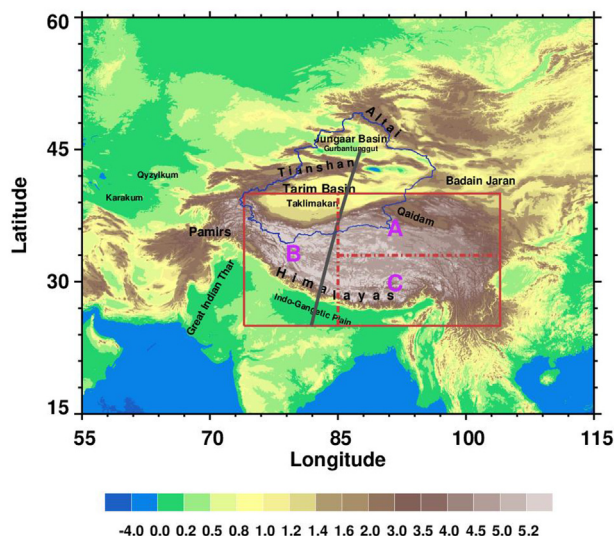 60
45
30
15
Latitude
Altai
Jungaar Basin
Gurbantunggut
Tianshan
Qyzylkum
Karakum
Tarim Basin
Taklimakan
Badain Jaran
Qaidam
Pamirs
A
B
C
Himalayas
Great Indian Thar
Indo-Gangetic Plain
55 70 85 100 115
Longitude
-4.0 0.0 0.2 0.5 0.8 1.0 1.2 1.4 1.6 2.0 3.0 3.5 4.0 4.5 5.0 5.2